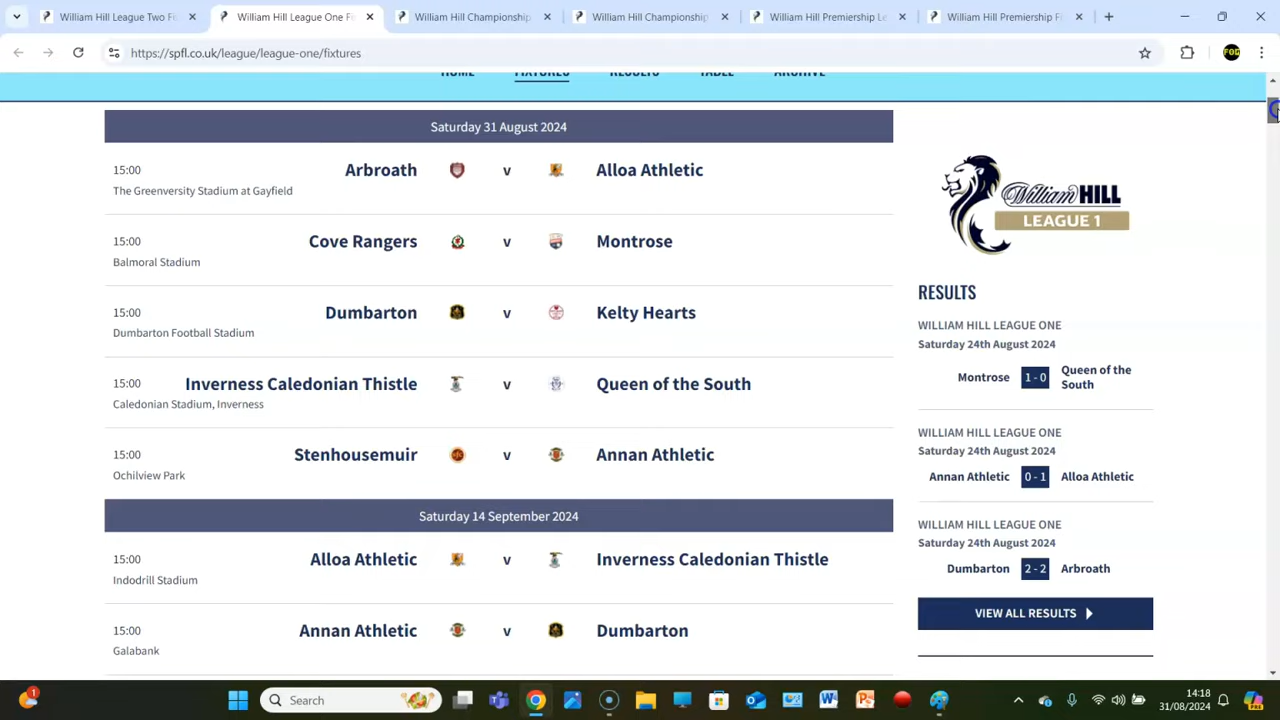 William Hill League Two Fi
William Hill League One Fi
William Hill Championship
William Hill Championship
William Hill Premiership Le
William Hill Premiership Fi
https://spfl.co.uk/league/league-one/fixtures
HOME
FIXTURES
RESULTS
TABLE
ARCHIVE
Saturday 31 August 2024
15:00
Arbroath v Alloa Athletic
The Greenversity Stadium at Gayfield
15:00
Cove Rangers v Montrose
Balmoral Stadium
15:00
Dumbarton v Kelty Hearts
Dumbarton Football Stadium
15:00
Inverness Caledonian Thistle v Queen of the South
Caledonian Stadium, Inverness
15:00
Stenhousemuir v Annan Athletic
Ochilview Park
Saturday 14 September 2024
15:00
Alloa Athletic v Inverness Caledonian Thistle
Indodrill Stadium
15:00
Annan Athletic v Dumbarton
Galabank
William HILL
LEAGUE 1
RESULTS
WILLIAM HILL LEAGUE ONE
Saturday 24th August 2024
Montrose 1 - 0 Queen of the
South
WILLIAM HILL LEAGUE ONE
Saturday 24th August 2024
Annan Athletic 0 - 1 Alloa Athletic
WILLIAM HILL LEAGUE ONE
Saturday 24th August 2024
Dumbarton 2 - 2 Arbroath
VIEW ALL RESULTS
1
Search
14:18
31/08/2024